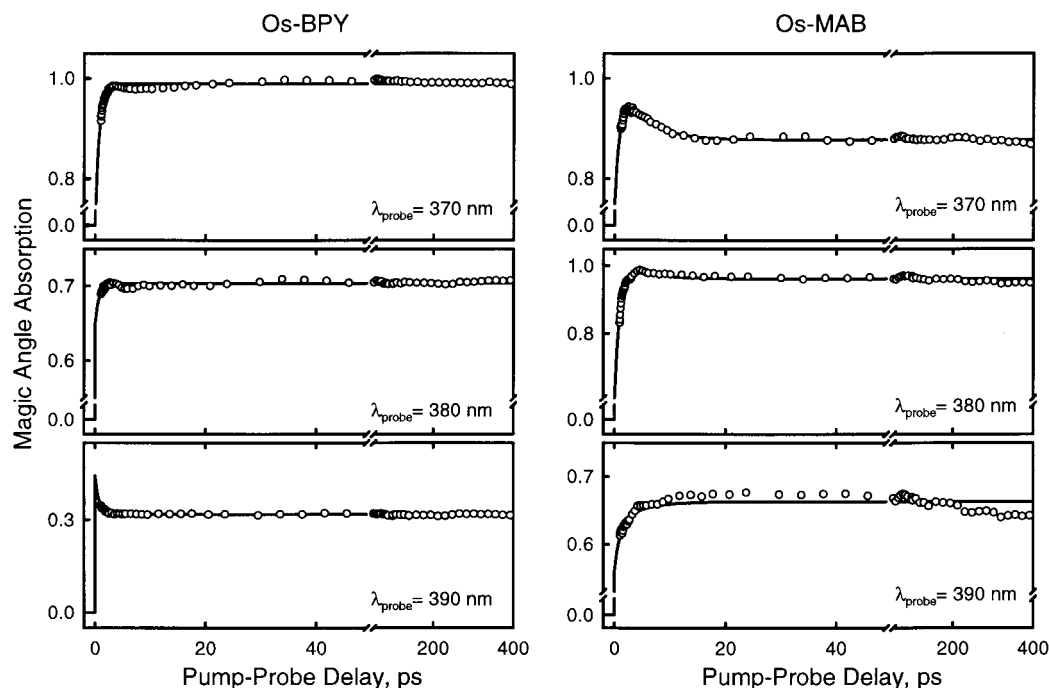 Os-BPY
Os-MAB
Magic Absorption Angle
1.0
0.8
0.0
λprobe= 370 nm
1.0
0.8
0.0
λprobe= 370 nm
0.7
0.6
0.0
λprobe= 380 nm
1.0
0.8
0.0
λprobe= 380 nm
0.3
0.0
λprobe= 390 nm
0.7
0.6
0.0
λprobe= 390 nm
0 20 40 200 400
0 20 40 200 400
Pump-Probe Delay, ps
Pump-Probe Delay, ps